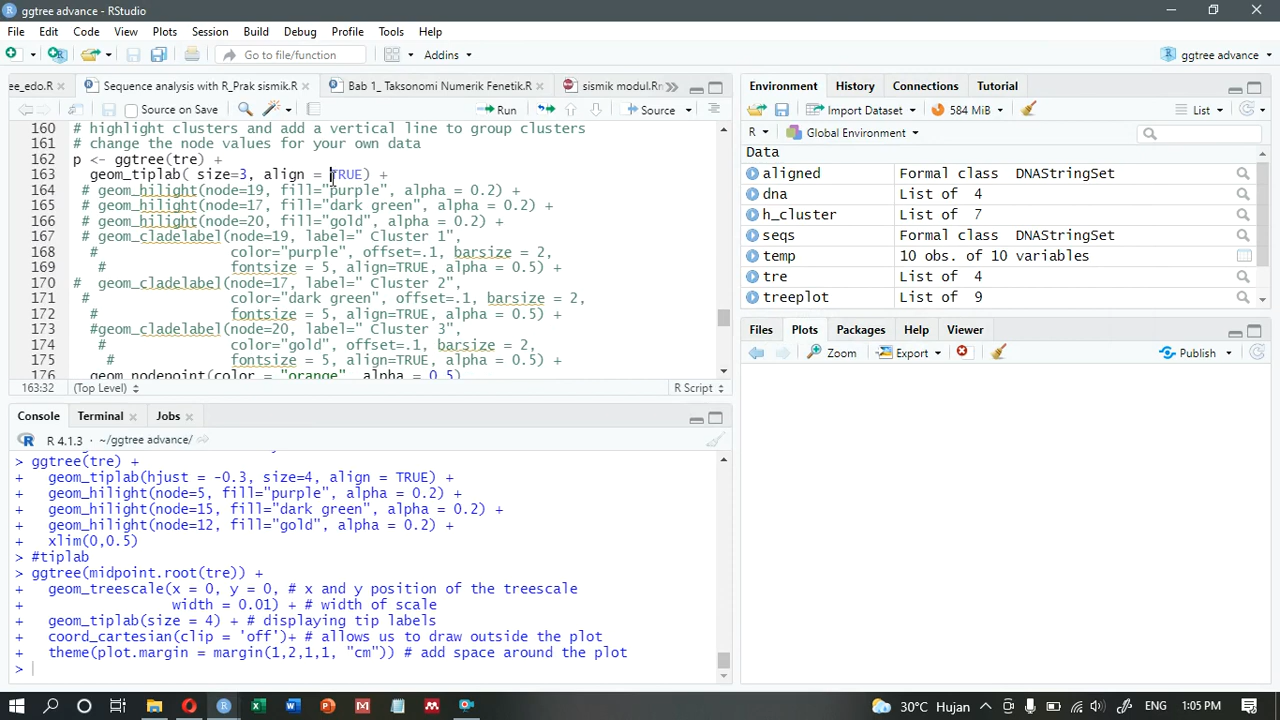 ggtree advance - RStudio
File Edit Code View Plots Session Build Debug Profile Tools Help
Go to file/function Addins ggtree advance
ee_edo.R Sequence analysis with R_Prak sismik.R Bab 1_ Taksonomi Numerik Fenetik.R sismik modul.Rn
Source on Save Run Source
160 # highlight clusters and add a vertical line to group clusters
161 # change the node values for your own data
162 p <- ggtree(tre) +
163 geom_tiplab( size=3, align = TRUE) +
164 # geom_hilight(node=19, fill="purple", alpha = 0.2) +
165 # geom_hilight(node=17, fill="dark green", alpha = 0.2) +
166 # geom_hilight(node=20, fill="gold", alpha = 0.2) +
167 # geom_cladelabel(node=19, label=" Cluster 1",
168 # color="purple", offset=.1, barsize = 2,
169 # fontsize = 5, align=TRUE, alpha = 0.5) +
170 # geom_cladelabel(node=17, label=" Cluster 2",
171 # color="dark green", offset=.1, barsize = 2,
172 # fontsize = 5, align=TRUE, alpha = 0.5) +
173 #geom_cladelabel(node=20, label=" Cluster 3",
174 # color="gold", offset=.1, barsize = 2,
175 # fontsize = 5, align=TRUE, alpha = 0.5) +
176 geom_nodepoint(color = "orange", alpha = 0.5)
163:32 (Top Level) R Script
Console Terminal Jobs
R 4.1.3 · ~/ggtree advance/
> ggtree(tre) +
+ geom_tiplab(hjust = -0.3, size=4, align = TRUE) +
+ geom_hilight(node=5, fill="purple", alpha = 0.2) +
+ geom_hilight(node=15, fill="dark green", alpha = 0.2) +
+ geom_hilight(node=12, fill="gold", alpha = 0.2) +
+ xlim(0,0.5)
> #tiplab
> ggtree(midpoint.root(tre)) +
+ geom_treescale(x = 0, y = 0, # x and y position of the treescale
+ width = 0.01) + # width of scale
+ geom_tiplab(size = 4) + # displaying tip labels
+ coord_cartesian(clip = 'off')+ # allows us to draw outside the plot
+ theme(plot.margin = margin(1,2,1,1, "cm")) # add space around the plot
>
Environment History Connections Tutorial
Import Dataset 584 MiB List
R Global Environment
Data
aligned Formal class DNAStringSet
dna List of 4
h_cluster List of 7
seqs Formal class DNAStringSet
temp 10 obs. of 10 variables
tre List of 4
treeplot List of 9
Files Plots Packages Help Viewer
Zoom Export Publish
30°C Hujan ENG 1:05 PM